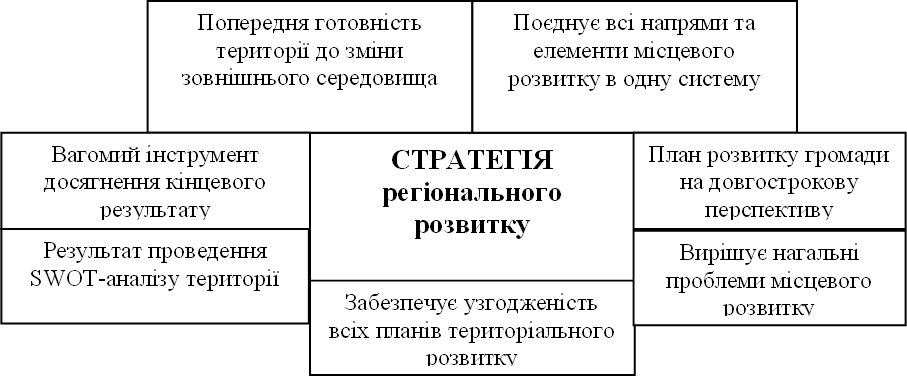 Попередня готовність
території до зміни
зовнішнього середовища
Поєднує всі напрями та
елементи місцевого
розвитку в одну систему
Вагомий інструмент
досягнення кінцевого
результату
СТРАТЕГІЯ
регіонального
розвитку
План розвитку громади
на довгострокову
перспективу
Результат проведення
SWOT-аналізу території
Вирішує нагальні
проблеми місцевого
розвитку
Забезпечує узгодженість
всіх планів територіального
розвитку